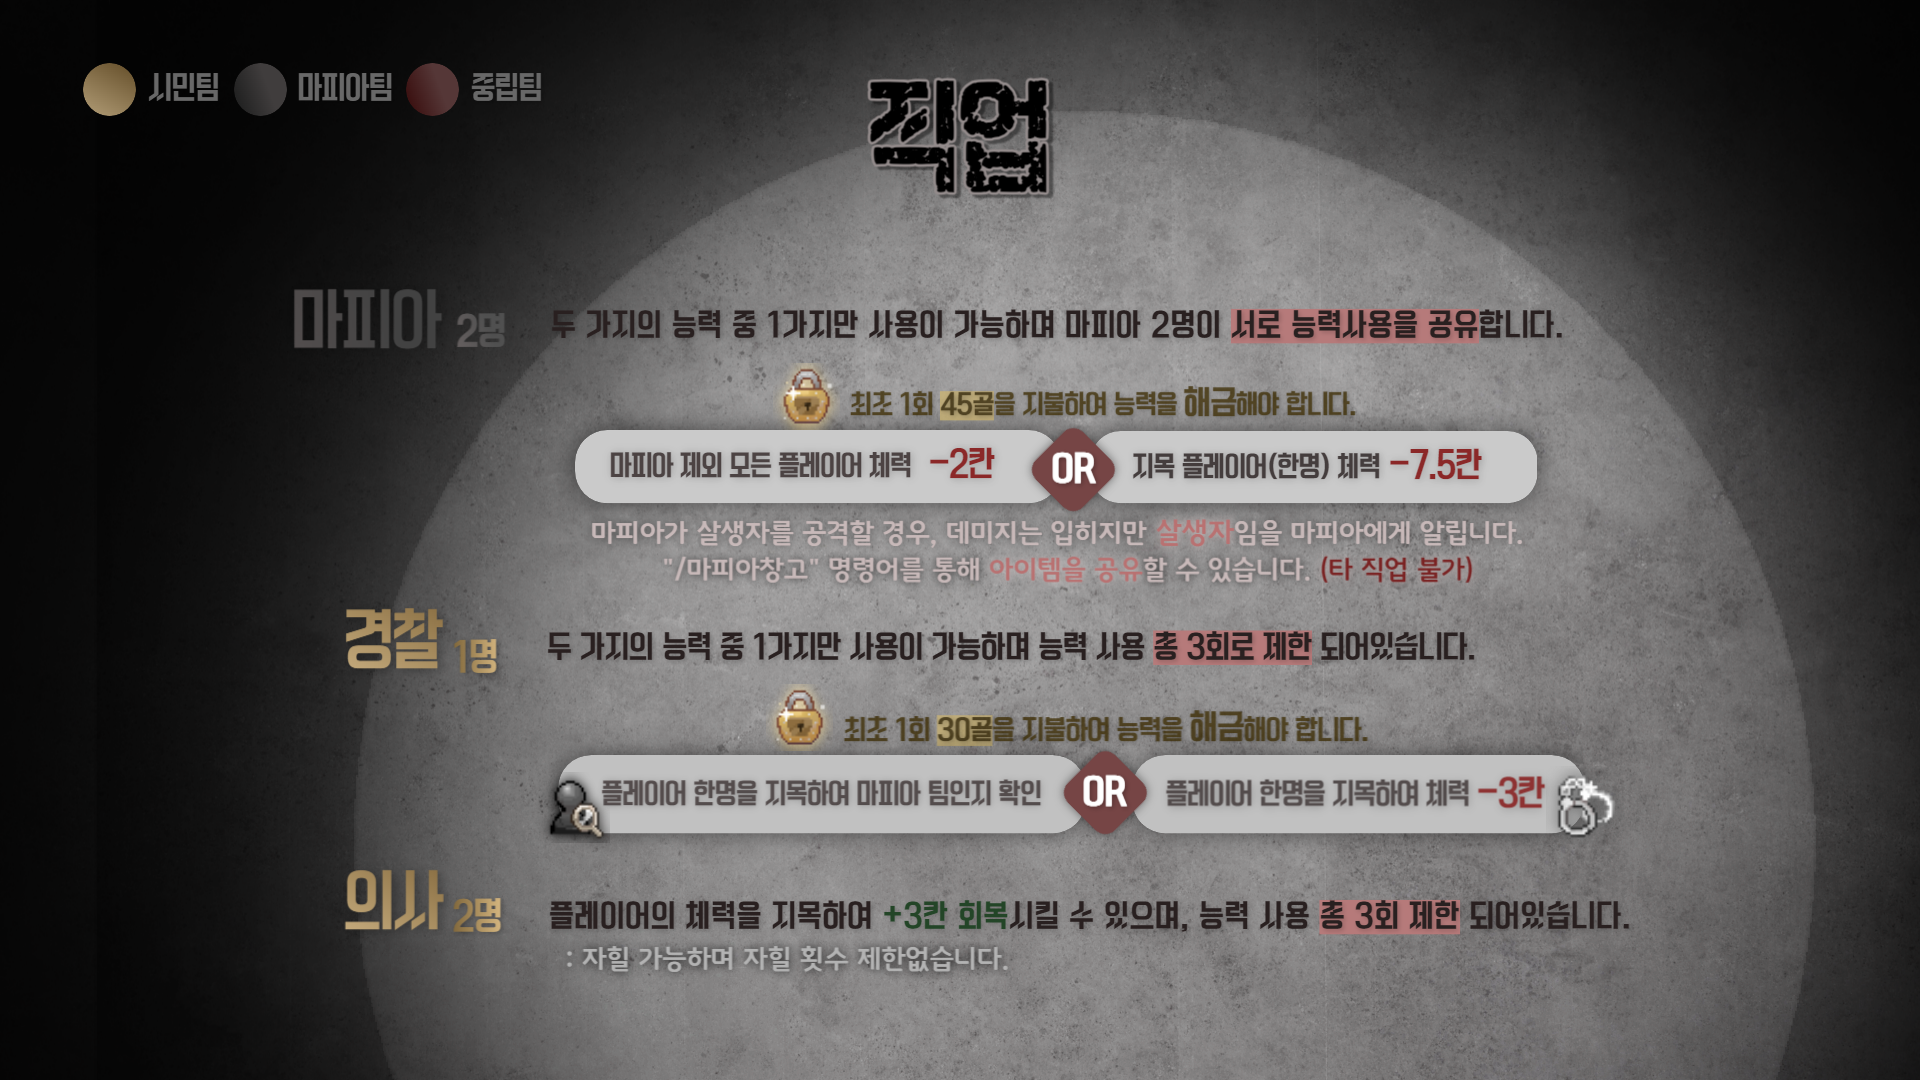 시민팀 마피아팀 중립팀
직업
마피아 2명
두 가지의 능력 중 1가지만 사용이 가능하며 마피아 2명이 서로 능력사용을 공유합니다.
최초 1회 45골을 지불하여 능력을 해금해야 합니다.
마피아 제외 모든 플레이어 체력 -2칸 OR 지목 플레이어(한명) 체력 -7.5칸
마피아가 살생자를 공격할 경우, 데미지는 입히지만 살생자임을 마피아에게 알립니다.
"/마피아창고" 명령어를 통해 아이템을 공유할 수 있습니다. (타 직업 불가)
경찰 1명
두 가지의 능력 중 1가지만 사용이 가능하며 능력 사용 총 3회로 제한 되어있습니다.
최초 1회 30골을 지불하여 능력을 해금해야 합니다.
플레이어 한명을 지목하여 마피아 팀인지 확인 OR 플레이어 한명을 지목하여 체력 -3칸
의사 2명
플레이어의 체력을 지목하여 +3칸 회복시킬 수 있으며, 능력 사용 총 3회 제한 되어있습니다.
: 자힐 가능하며 자힐 횟수 제한없습니다.